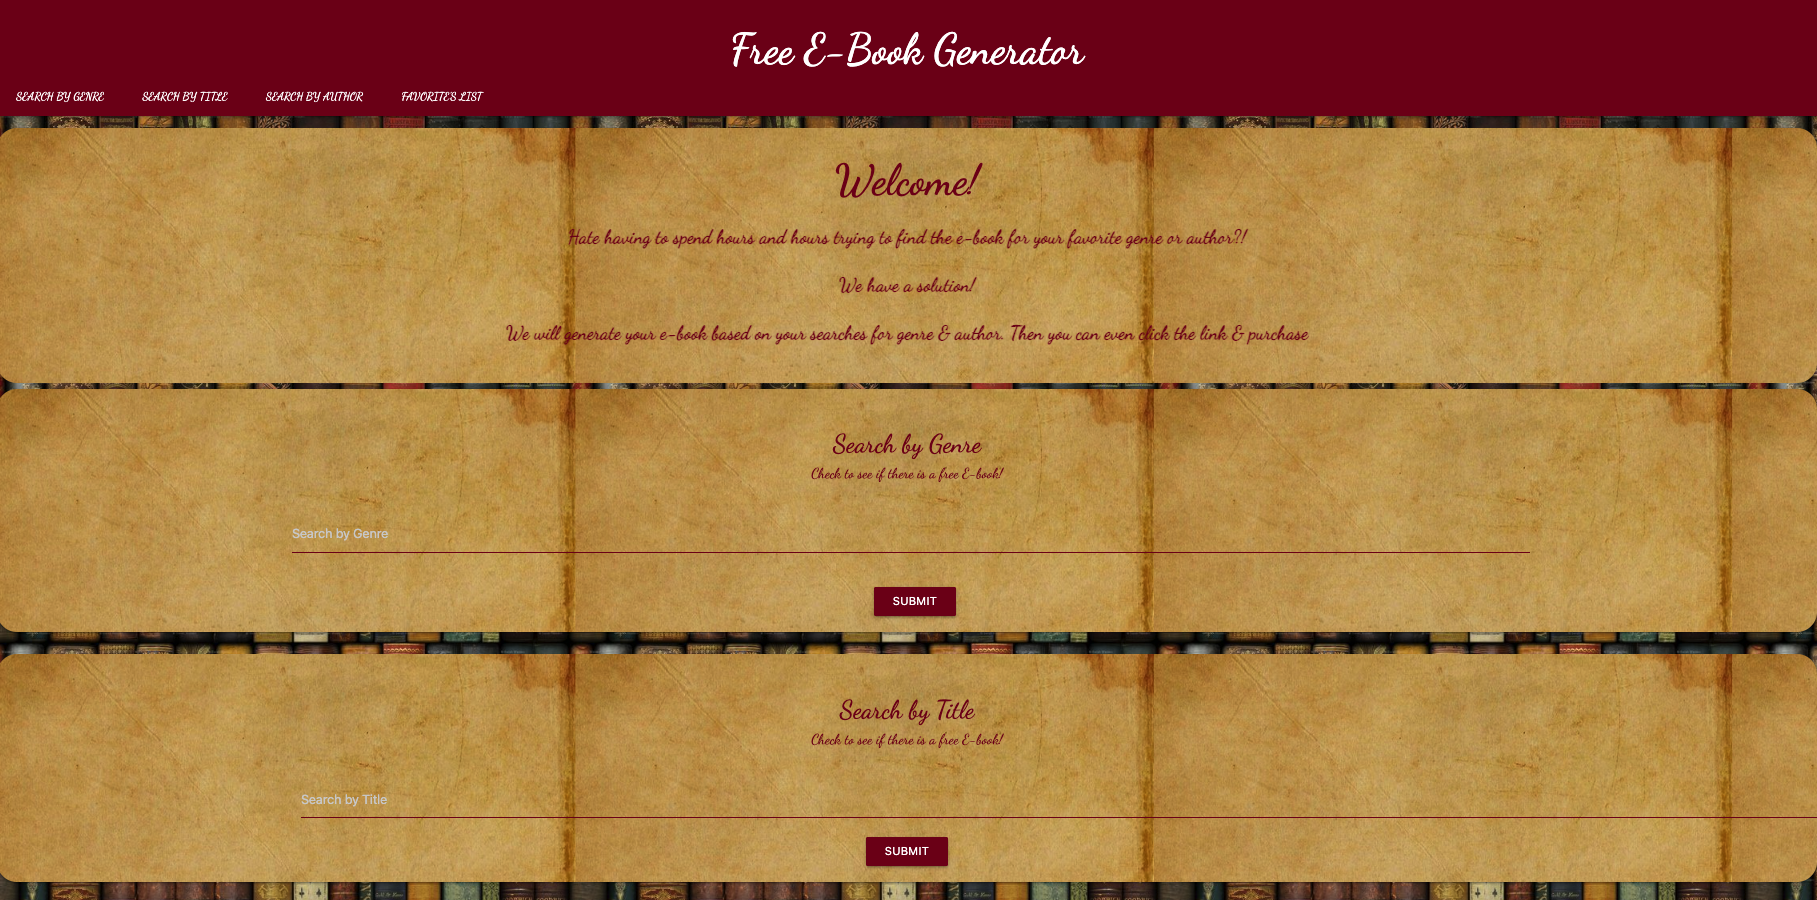 Free E-Book Generator
SEARCH BY GENRE SEARCH BY TITLE SEARCH BY AUTHOR FAVORITE'S LIST
Welcome!
Hate having to spend hours and hours trying to find the e-book for your favorite genre or author?!
We have a solution!
We will generate your e-book based on your searches for genre & author. Then you can even click the link & purchase
Search by Genre
Check to see if there is a free E-book!
Search by Genre
SUBMIT
Search by Title
Check to see if there is a free E-book!
Search by Title
SUBMIT